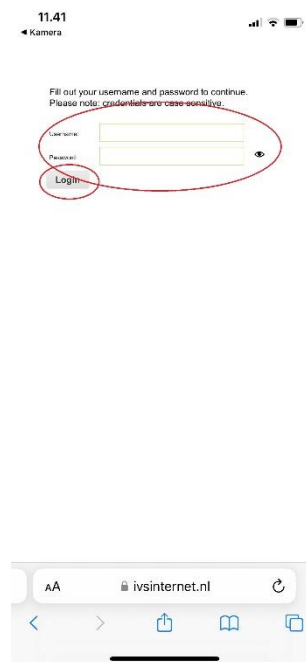 11.41
◀ Kamera
Fill out your username and password to continue.
Please note: credentials are case sensitive.
Username:
Password:
Login
AA ivsinternet.nl